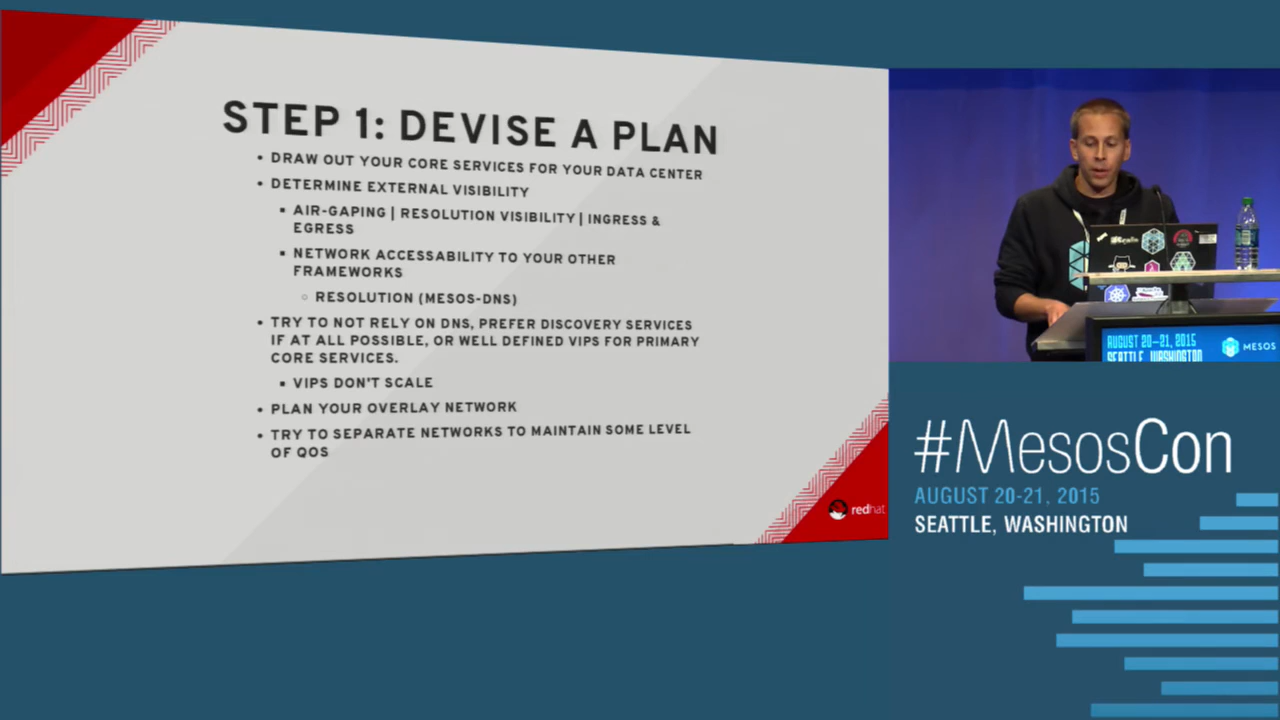 STEP 1: DEVISE A PLAN
• DRAW OUT YOUR CORE SERVICES FOR YOUR DATA CENTER
• DETERMINE EXTERNAL VISIBILITY
▪ AIR-GAPING | RESOLUTION VISIBILITY | INGRESS &
EGRESS
▪ NETWORK ACCESSABILITY TO YOUR OTHER
FRAMEWORKS
○ RESOLUTION (MESOS-DNS)
• TRY TO NOT RELY ON DNS, PREFER DISCOVERY SERVICES
IF AT ALL POSSIBLE, OR WELL DEFINED VIPS FOR PRIMARY
CORE SERVICES.
▪ VIPS DON'T SCALE
• PLAN YOUR OVERLAY NETWORK
• TRY TO SEPARATE NETWORKS TO MAINTAIN SOME LEVEL
OF QOS
redhat
AUGUST 20-21, 2015
SEATTLE, WASHINGTON
MESOS
#MesosCon
AUGUST 20-21, 2015
SEATTLE, WASHINGTON